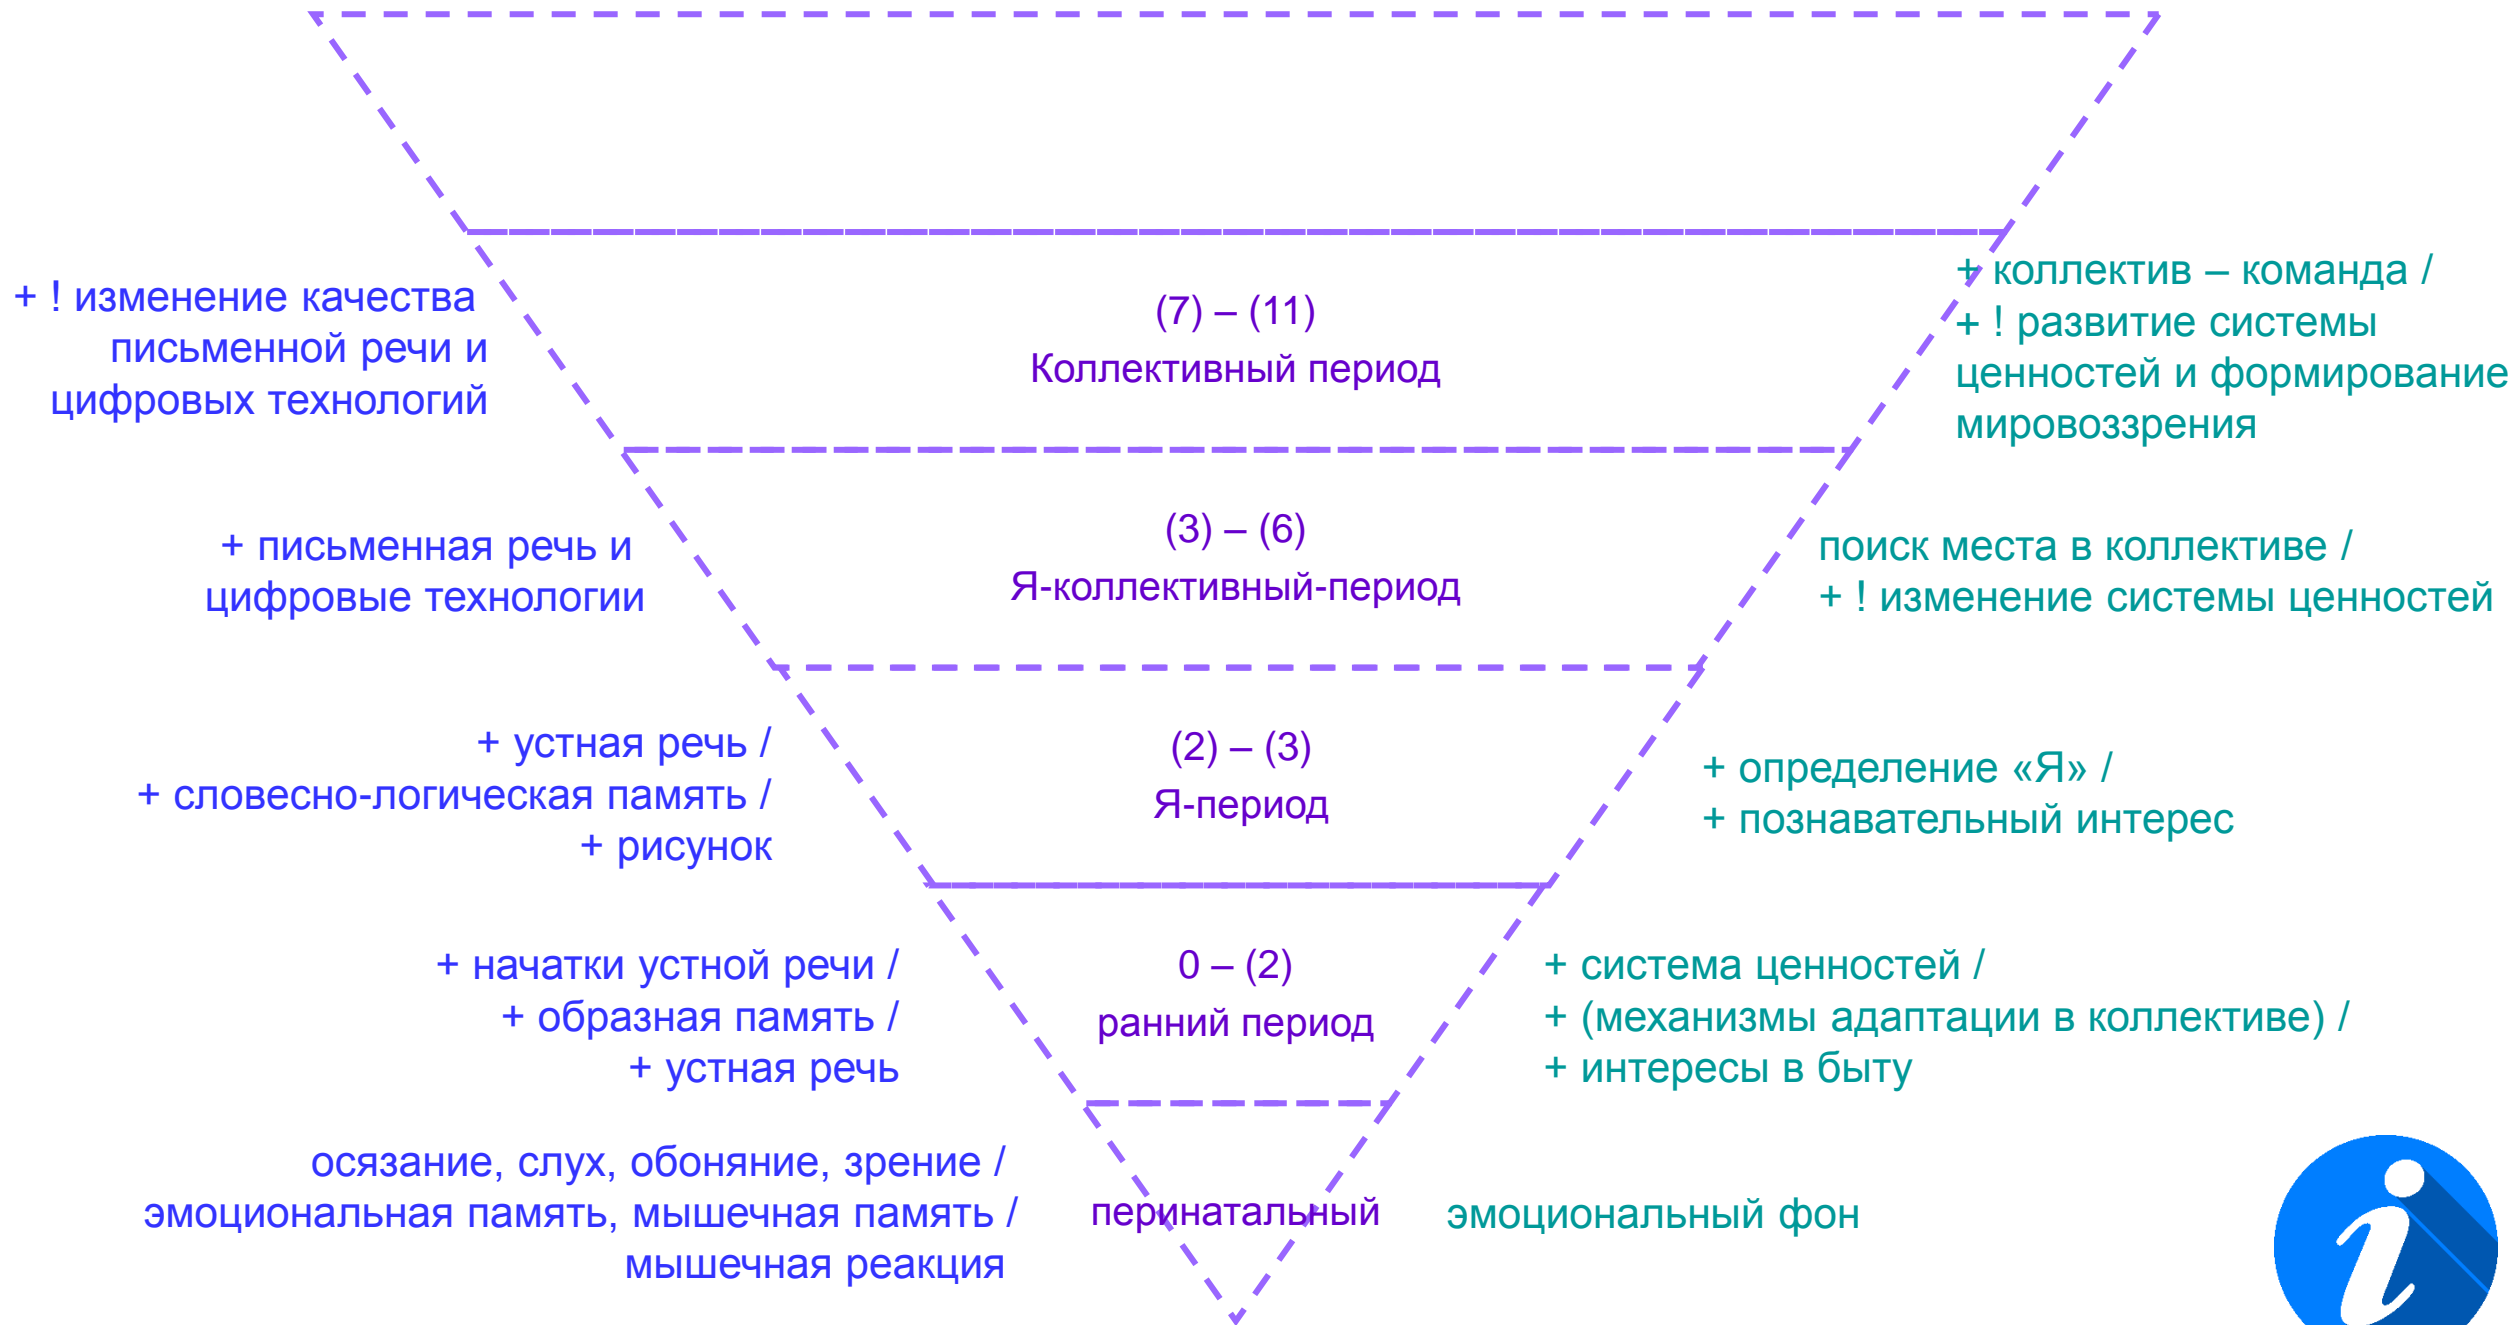 + ! изменение качества
письменной речи и
цифровых технологий
(7) – (11)
Коллективный период
+ коллектив – команда /
+ ! развитие системы
ценностей и формирование
мировоззрения
+ письменная речь и
цифровые технологии
(3) – (6)
Я-коллективный-период
поиск места в коллективе /
+ ! изменение системы ценностей
+ устная речь /
+ словесно-логическая память /
+ рисунок
(2) – (3)
Я-период
+ определение «Я» /
+ познавательный интерес
+ начатки устной речи /
+ образная память /
+ устная речь
0 – (2)
ранний период
+ система ценностей /
+ (механизмы адаптации в коллективе) /
+ интересы в быту
осязание, слух, обоняние, зрение /
эмоциональная память, мышечная память /
мышечная реакция
перинатальный
эмоциональный фон
i